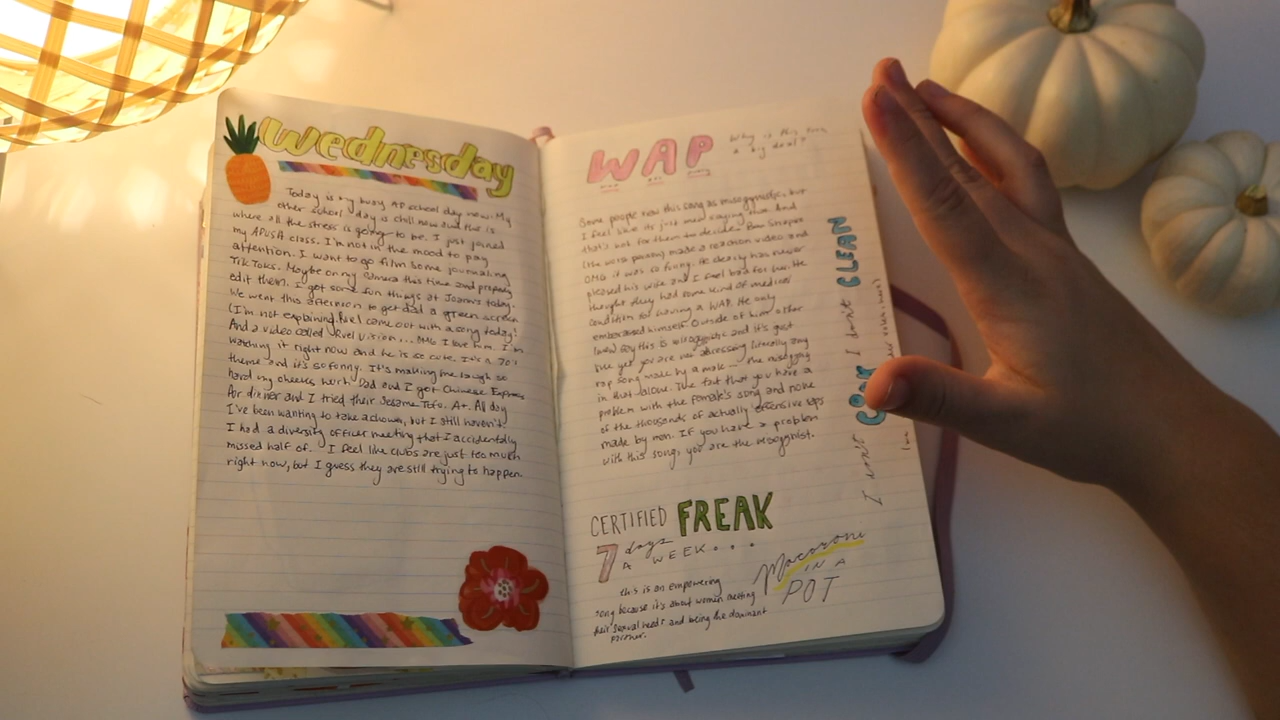 wednesday
Today is my busy AP school day now. My
other school day is chill now and this is
where all the stress is going to be. I just joined
my APUSH class. I'm not in the mood to pay
attention. I want to go film some journaling
TikToks. Maybe on my camera this time and properly
edit them. I got some fun things at Joanns today.
We went this afternoon to get dad a green screen
(I'm not explaining. Axel came out with a song today!
And a video called Axel Vision... OMG I love him. I'm
watching it right now and he is so cute. It's a 70's
theme and it's so funny. It's making me laugh so
hard my cheeks hurt. Dad and I got Chinese Express
for dinner and I tried their Sesame Tofu. A+. All day
I've been wanting to take a shower, but I still haven't.
I had a diversity officer meeting that I accidentally
missed half of. I feel like clubs are just too much
right now, but I guess they are still trying to happen.
WAP
Why is this such
a big deal?
Some people view this song as misogynistic, but
I feel like its just men saying that. And
that's not for them to decide. Ben Shapiro
(the worst person) made a reaction video and
OMG it was so funny. He clearly has never
pleased his wife and I feel bad for her. He
thought they had some kind of medical
condition for having a WAP. He only
embarrased himself. Outside of him other
men say this is misogynistic and it's just
like yet you are not adressing literally any
rap song made by a male... the misogyny
in that alone. The fact that you have a
problem with the female's song and none
of the thousands of actually offensive raps
made by men. If you have a problem
with this song, you are the misogynist.
I don't COOK I don't CLEAN
CERTIFIED FREAK
7 days
A WEEK...
Macaroni
IN A
POT
this is an empowering
song because it's about women meeting
their sexual needs and being the dominant
partner.